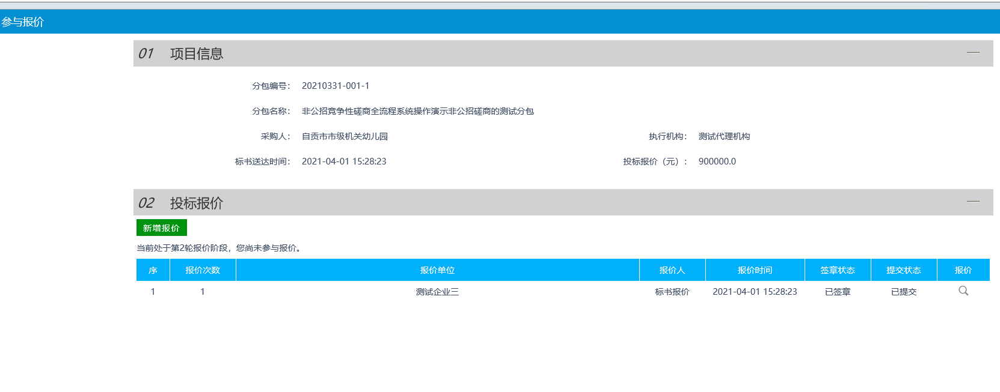 参与报价
01 项目信息
分包编号： 20210331-001-1
分包名称： 非公招竞争性磋商全流程系统操作演示非公招磋商的测试分包
采购人： 自贡市市级机关幼儿园 执行机构： 测试代理机构
标书送达时间： 2021-04-01 15:28:23 投标报价（元）： 900000.0
02 投标报价
新增报价
当前处于第2轮报价阶段，您尚未参与报价。
序 报价次数 报价单位 报价人 报价时间 签章状态 提交状态 报价
1 1 测试企业三 标书报价 2021-04-01 15:28:23 已签章 已提交